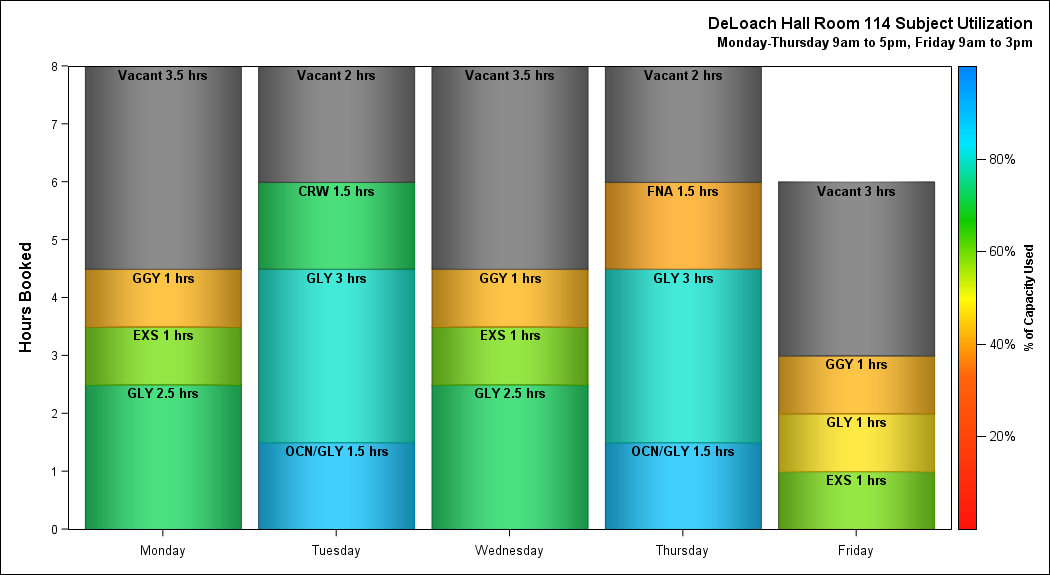 DeLoach Hall Room 114 Subject Utilization
Monday-Thursday 9am to 5pm, Friday 9am to 3pm
Hours Booked
8
7
6
5
4
3
2
1
0
Vacant 3.5 hrs
GGY 1 hrs
EXS 1 hrs
GLY 2.5 hrs
Monday
Vacant 2 hrs
CRW 1.5 hrs
GLY 3 hrs
OCN/GLY 1.5 hrs
Tuesday
Vacant 3.5 hrs
GGY 1 hrs
EXS 1 hrs
GLY 2.5 hrs
Wednesday
Vacant 2 hrs
FNA 1.5 hrs
GLY 3 hrs
OCN/GLY 1.5 hrs
Thursday
Vacant 3 hrs
GGY 1 hrs
GLY 1 hrs
EXS 1 hrs
Friday
80%
60%
40%
20%
% of Capacity Used